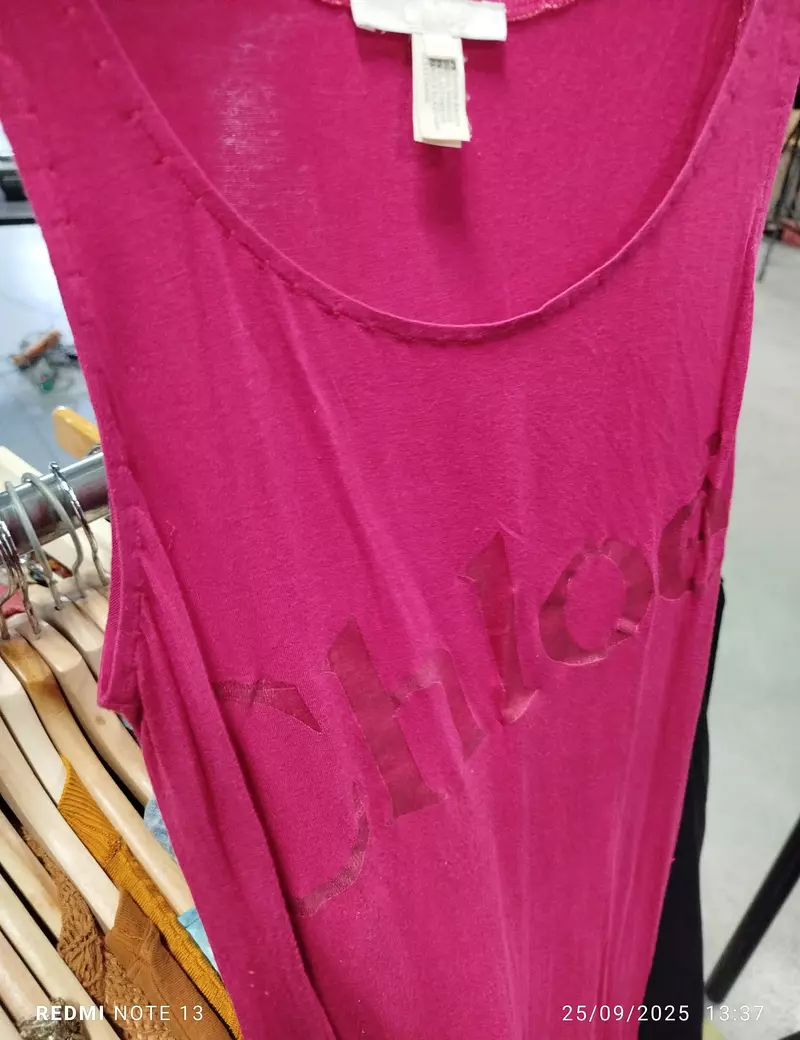 Chloé
REDMI NOTE 13
25/09/2025 13:37